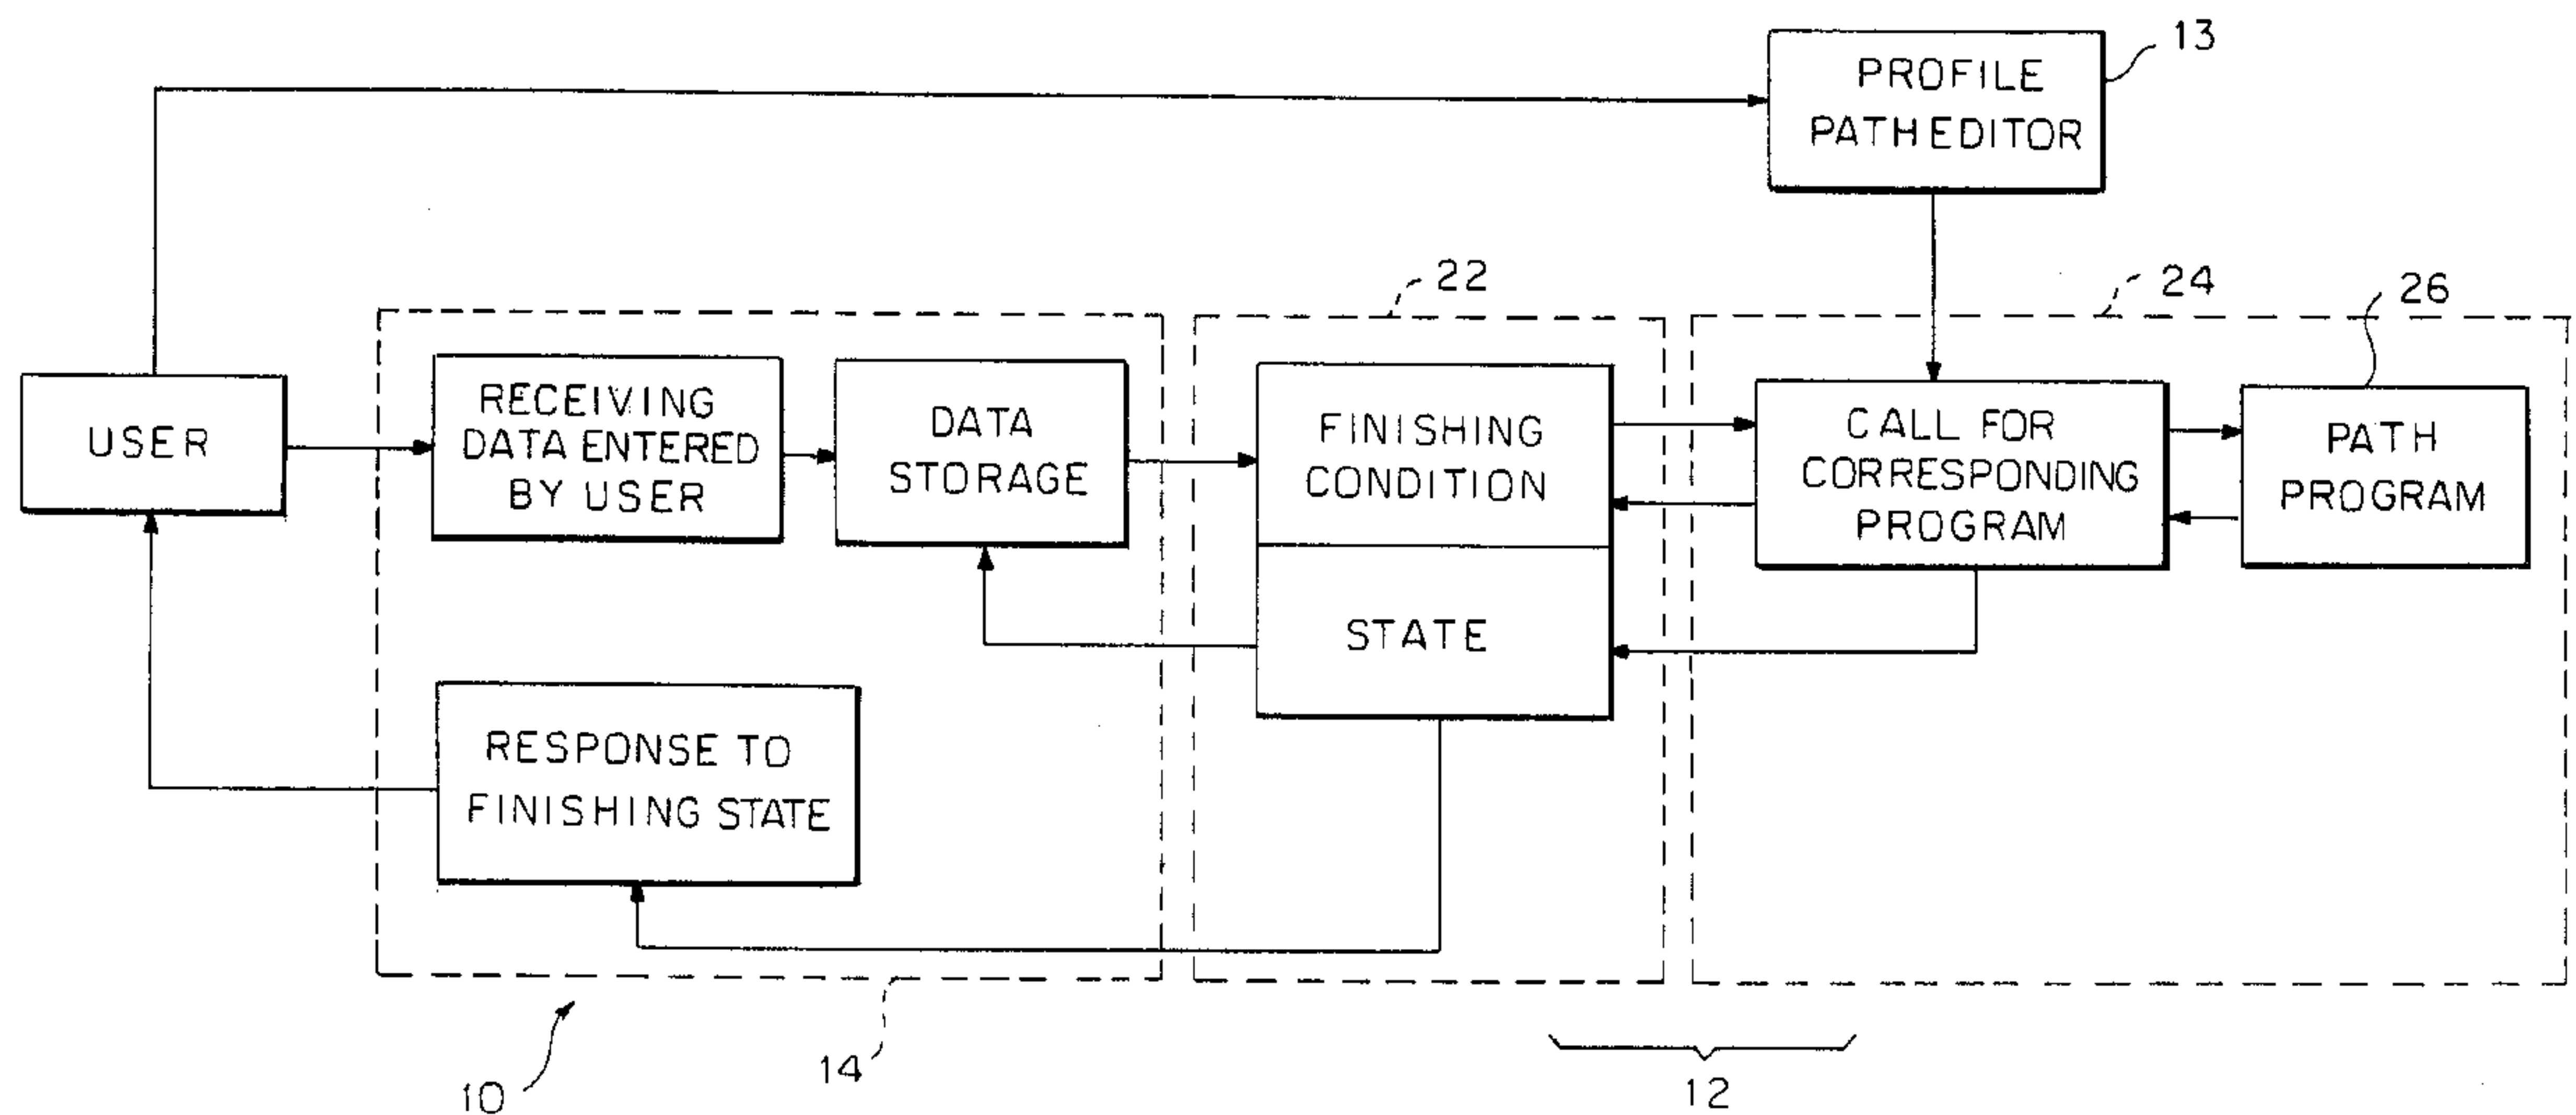 13
PROFILE
PATH EDITOR
22
24
26
USER
RECEIVING
DATA ENTERED
BY USER
DATA
STORAGE
FINISHING
CONDITION
CALL FOR
CORRESPONDING
PROGRAM
PATH
PROGRAM
STATE
RESPONSE TO
FINISHING STATE
10
14
12